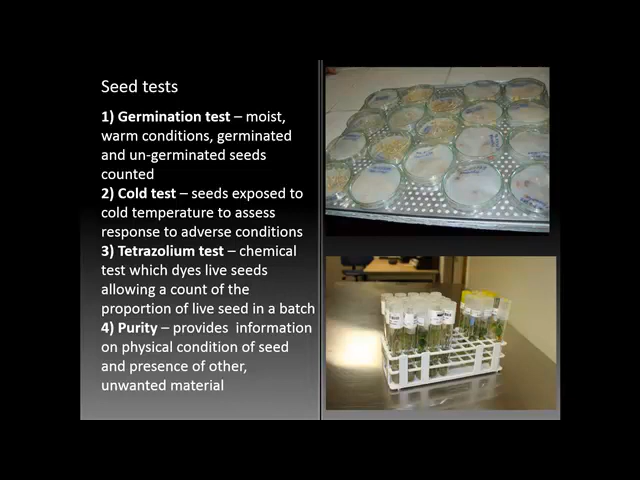 Seed tests
1) Germination test – moist,
warm conditions, germinated
and un-germinated seeds
counted
2) Cold test – seeds exposed to
cold temperature to assess
response to adverse conditions
3) Tetrazolium test – chemical
test which dyes live seeds
allowing a count of the
proportion of live seed in a batch
4) Purity – provides information
on physical condition of seed
and presence of other,
unwanted material